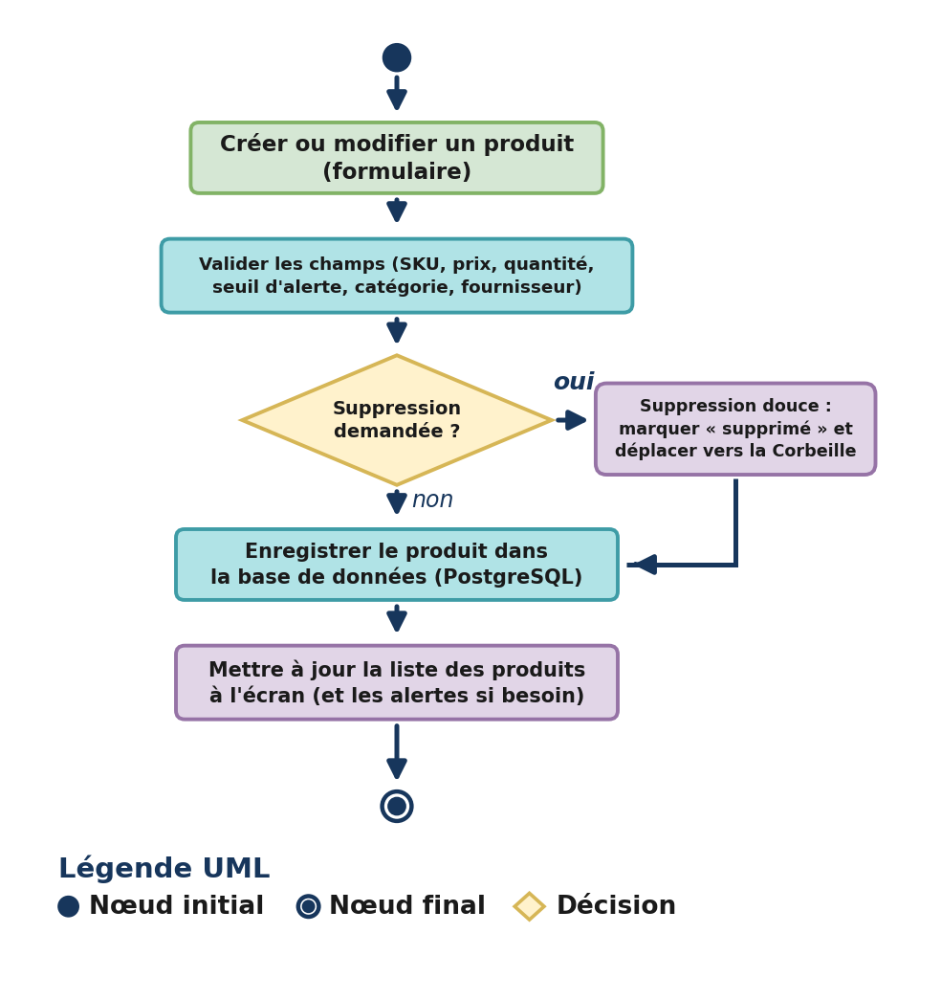 Créer ou modifier un produit
(formulaire)
Valider les champs (SKU, prix, quantité,
seuil d'alerte, catégorie, fournisseur)
Suppression
demandée ?
oui
Suppression douce :
marquer « supprimé » et
déplacer vers la Corbeille
non
Enregistrer le produit dans
la base de données (PostgreSQL)
Mettre à jour la liste des produits
à l'écran (et les alertes si besoin)
Légende UML
Nœud initial
Nœud final
Décision